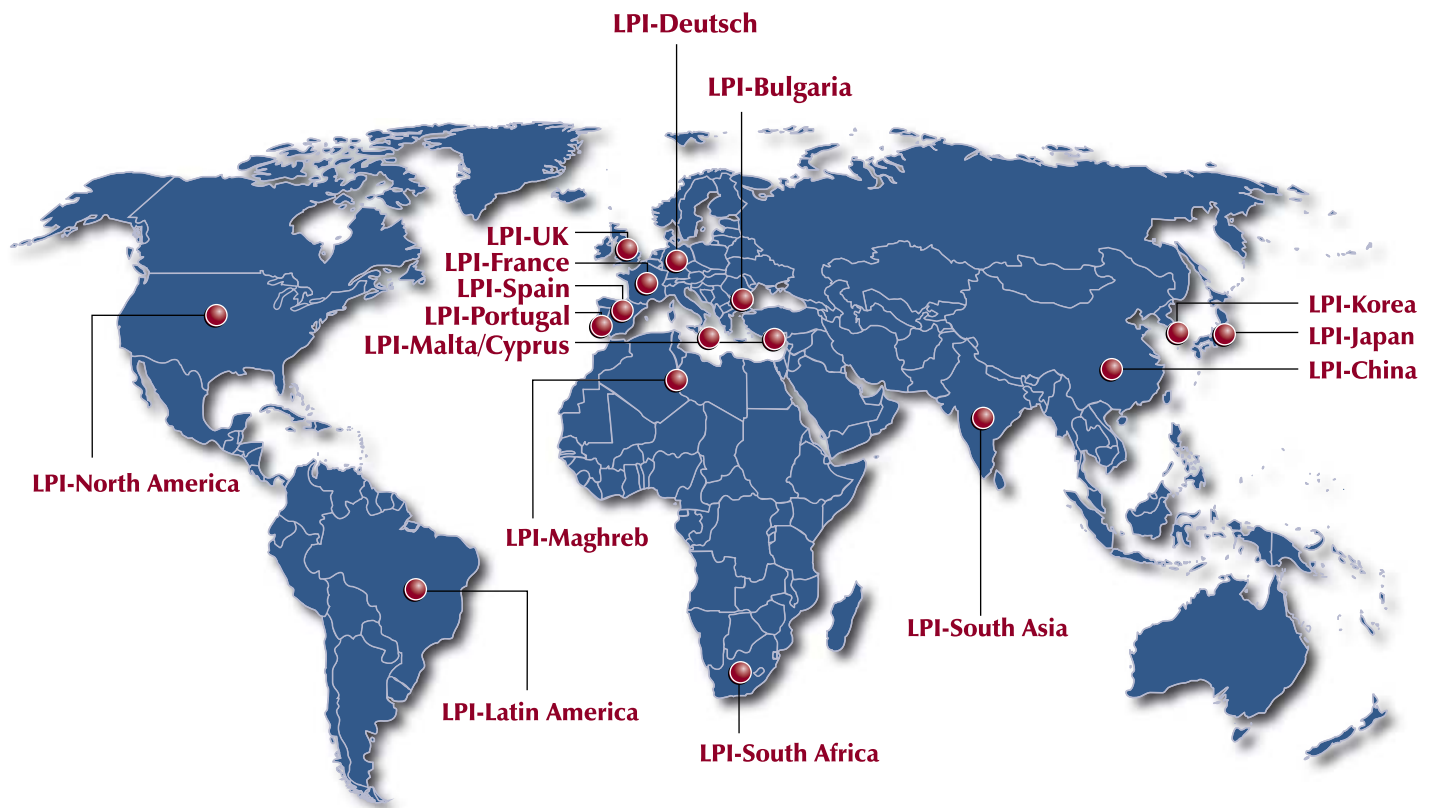 LPI-Deutsch
LPI-Bulgaria
LPI-UK
LPI-France
LPI-Spain
LPI-Portugal
LPI-Malta/Cyprus
LPI-Korea
LPI-Japan
LPI-China
LPI-North America
LPI-Maghreb
LPI-South Asia
LPI-Latin America
LPI-South Africa